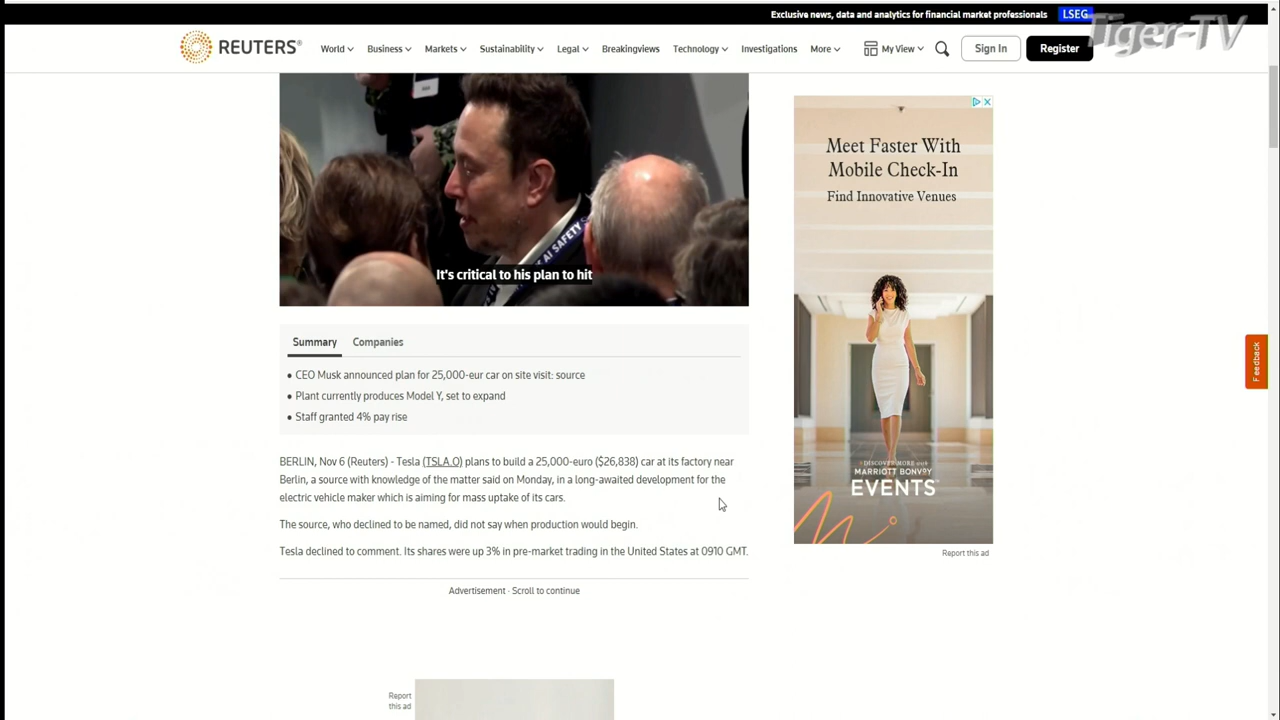 Exclusive news, data and analytics for financial market professionals LSEG
Tiger-TV
REUTERS®
World Business Markets Sustainability Legal Breakingviews Technology Investigations More My View Sign In Register
AI SAFETY
It's critical to his plan to hit
Summary Companies
• CEO Musk announced plan for 25,000-eur car on site visit: source
• Plant currently produces Model Y, set to expand
• Staff granted 4% pay rise
BERLIN, Nov 6 (Reuters) - Tesla (TSLA.O) plans to build a 25,000-euro ($26,838) car at its factory near
Berlin, a source with knowledge of the matter said on Monday, in a long-awaited development for the
electric vehicle maker which is aiming for mass uptake of its cars.
The source, who declined to be named, did not say when production would begin.
Tesla declined to comment. Its shares were up 3% in pre-market trading in the United States at 0910 GMT.
Advertisement · Scroll to continue
Report
this ad
Meet Faster With
Mobile Check-In
Find Innovative Venues
DISCOVER MORE with
MARRIOTT BONVOY
EVENTS™
Report this ad
Feedback